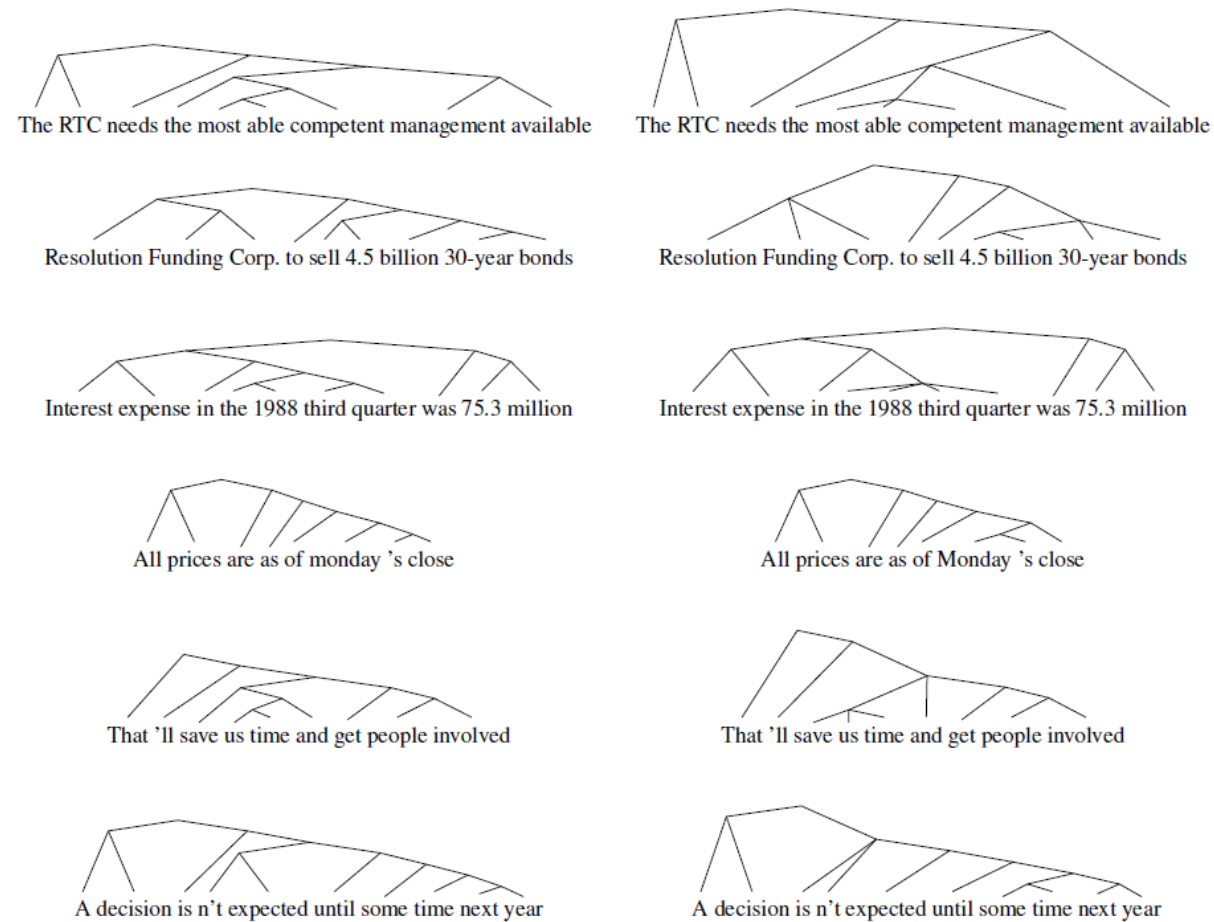 The RTC needs the most able competent management available
The RTC needs the most able competent management available
Resolution Funding Corp. to sell 4.5 billion 30-year bonds
Resolution Funding Corp. to sell 4.5 billion 30-year bonds
Interest expense in the 1988 third quarter was 75.3 million
Interest expense in the 1988 third quarter was 75.3 million
All prices are as of monday ’s close
All prices are as of Monday ’s close
That ’ll save us time and get people involved
That ’ll save us time and get people involved
A decision is n’t expected until some time next year
A decision is n’t expected until some time next year